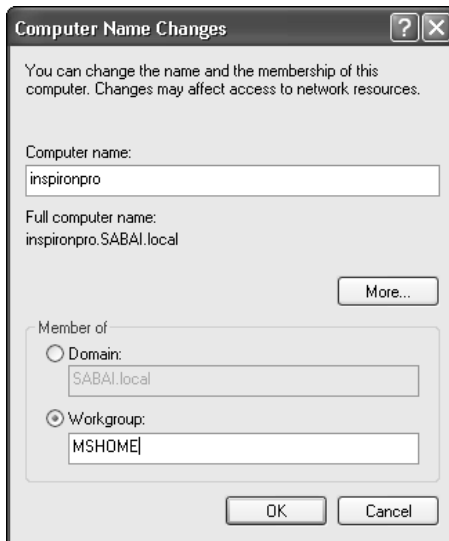 Computer Name Changes
You can change the name and the membership of this
computer. Changes may affect access to network resources.
Computer name:
inspironpro
Full computer name:
inspironpro.SABAI.local
More...
Member of
Domain:
SABAI.local
Workgroup:
MSHOME
OK Cancel